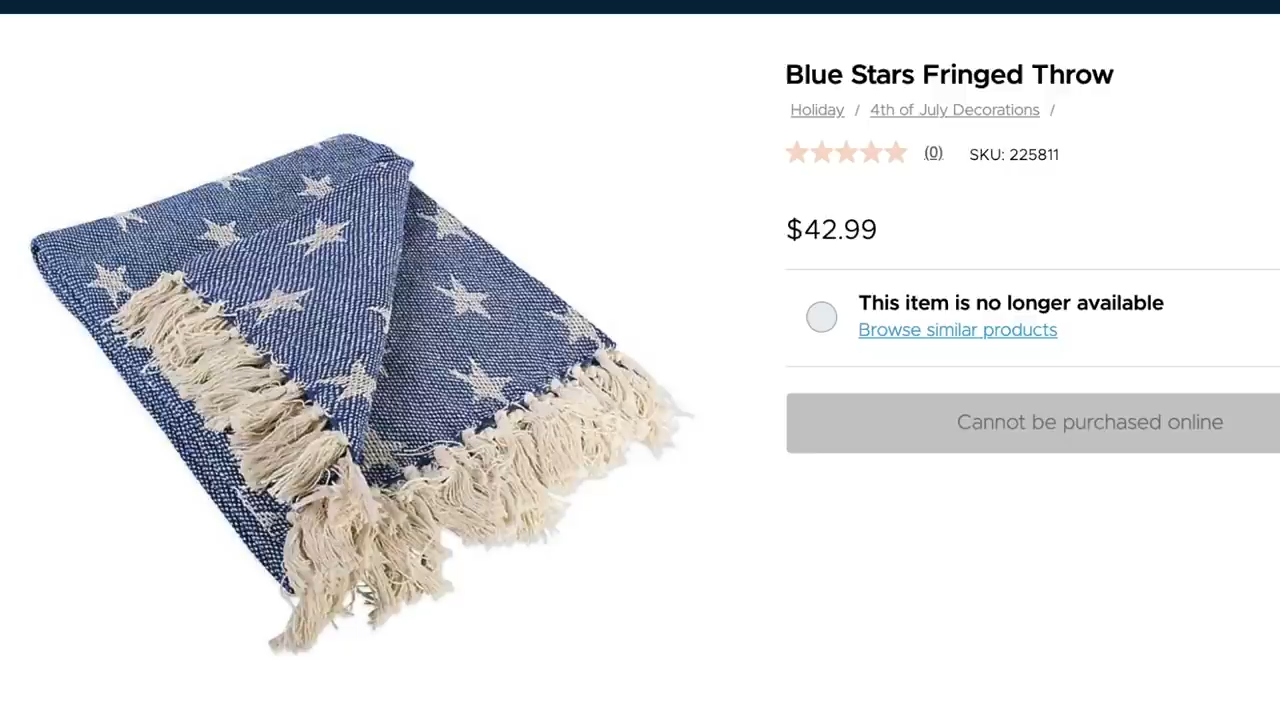 Blue Stars Fringed Throw
Holiday / 4th of July Decorations /
(0) SKU: 225811
$42.99
This item is no longer available
Browse similar products
Cannot be purchased online